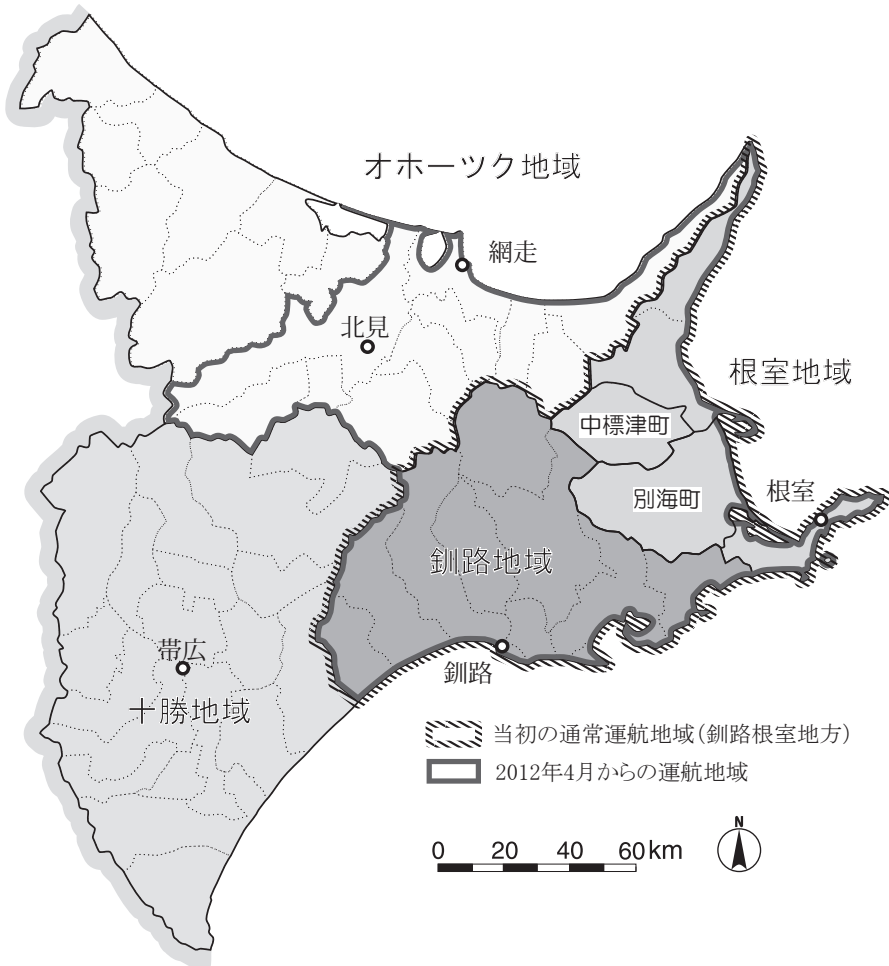 オホーツク地域
網走
北見
根室地域
中標津町
別海町
根室
釧路地域
帯広
釧路
十勝地域
当初の通常運航地域(釧路根室地方)
2012年4月からの運航地域
0 20 40 60km
N